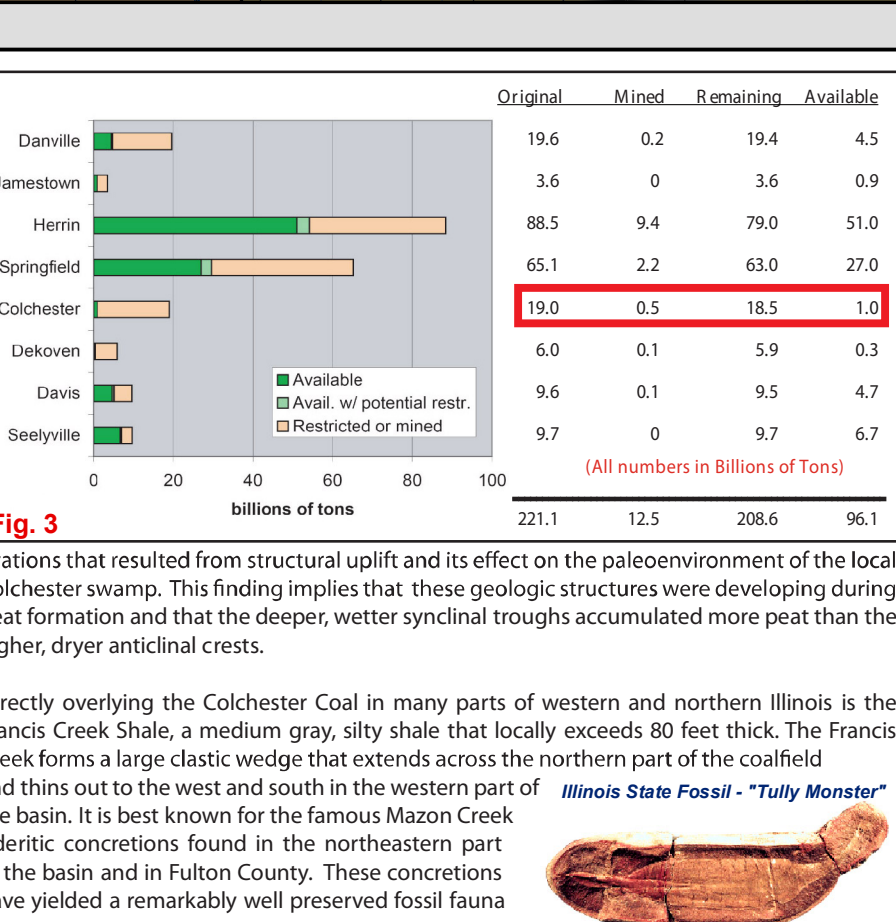 Original Mined Remaining Available
Danville 19.6 0.2 19.4 4.5
Jamestown 3.6 0 3.6 0.9
Herrin 88.5 9.4 79.0 51.0
Springfield 65.1 2.2 63.0 27.0
Colchester 19.0 0.5 18.5 1.0
Dekoven 6.0 0.1 5.9 0.3
Davis 9.6 0.1 9.5 4.7
Seelyville 9.7 0 9.7 6.7
Available
Avail. w/ potential restr.
Restricted or mined
(All numbers in Billions of Tons)
0 20 40 60 80 100
billions of tons
Fig. 3
221.1 12.5 208.6 96.1
rations that resulted from structural uplift and its effect on the paleoenvironment of the local
olchester swamp. This finding implies that these geologic structures were developing during
eat formation and that the deeper, wetter synclinal troughs accumulated more peat than the
gher, dryer anticlinal crests.
rectly overlying the Colchester Coal in many parts of western and northern Illinois is the
ancis Creek Shale, a medium gray, silty shale that locally exceeds 80 feet thick. The Francis
eek forms a large clastic wedge that extends across the northern part of the coalfield
nd thins out to the west and south in the western part of
e basin. It is best known for the famous Mazon Creek
deritic concretions found in the northeastern part
the basin and in Fulton County. These concretions
ave yielded a remarkably well preserved fossil fauna
Illinois State Fossil - "Tully Monster"